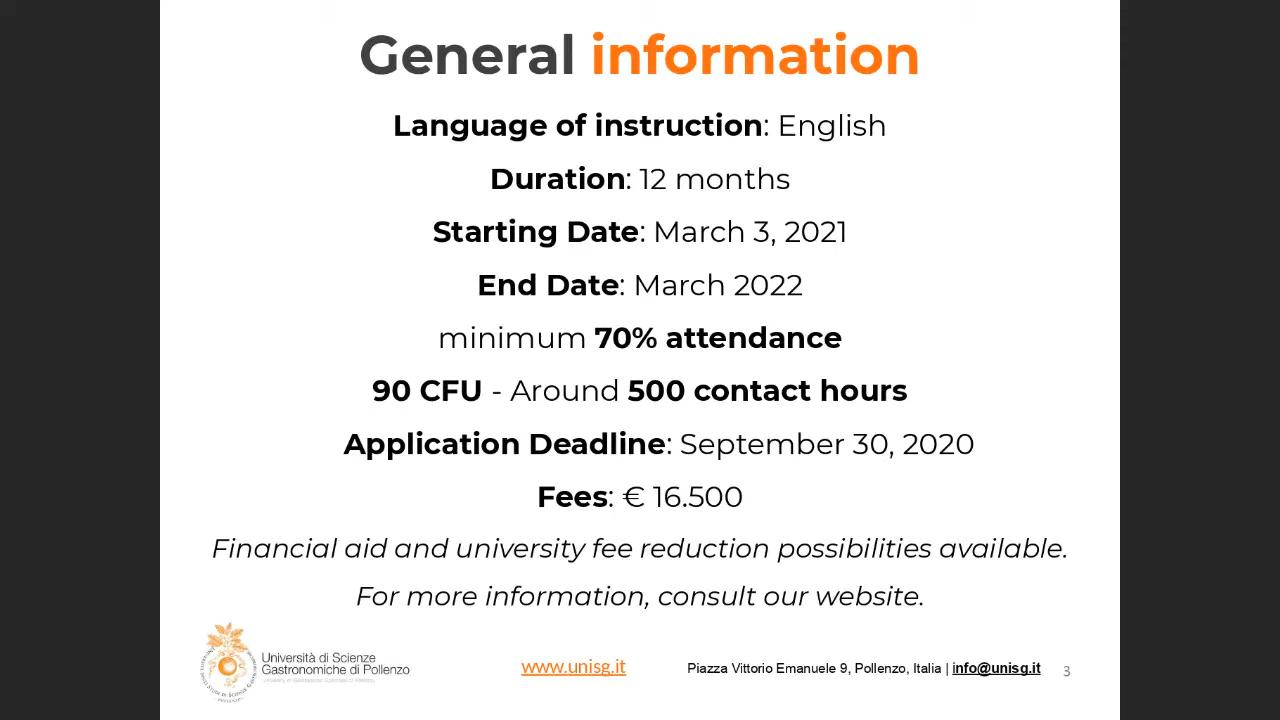 General information
Language of instruction: English
Duration: 12 months
Starting Date: March 3, 2021
End Date: March 2022
minimum 70% attendance
90 CFU - Around 500 contact hours
Application Deadline: September 30, 2020
Fees: € 16.500
Financial aid and university fee reduction possibilities available.
For more information, consult our website.
Università di Scienze
Gastronomiche di Pollenzo
www.unisg.it
Piazza Vittorio Emanuele 9, Pollenzo, Italia | info@unisg.it
3